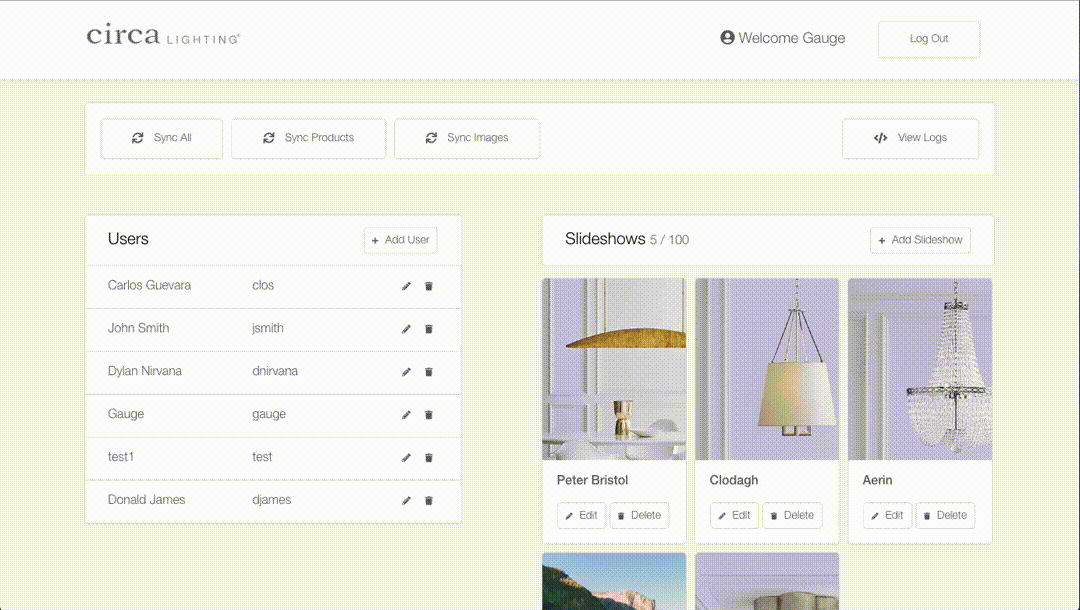 circa LIGHTING®
Welcome Gauge
Log Out
Sync All
Sync Products
Sync Images
View Logs
Users
+ Add User
Carlos Guevara clos
John Smith jsmith
Dylan Nirvana dnirvana
Gauge gauge
test1 test
Donald James djames
Slideshows 5 / 100
+ Add Slideshow
Peter Bristol
Edit Delete
Clodagh
Edit Delete
Aerin
Edit Delete